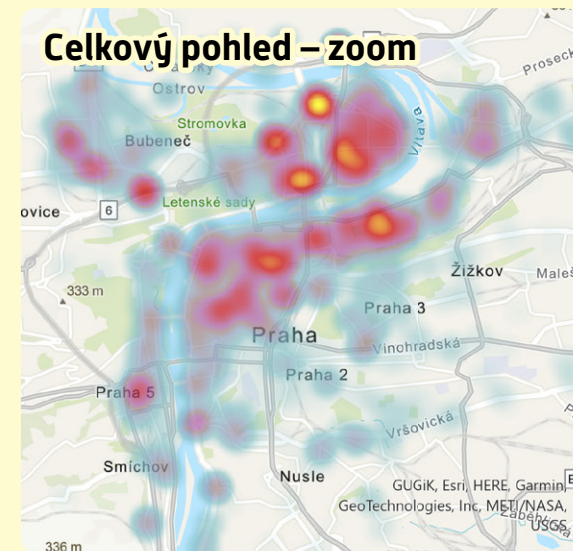 Celkový pohled – zoom
Ostrov
Prosec
Stromovka
Vltava
Bubeneč
Letenské sady
ovice
6
Žižkov
Maleš
333 m
Praha 3
Praha
Vinohradská
Praha 2
Praha 5
Vršovická
Smíchov
Nusle
GUGiK, Esri, HERE, Garmin,
GeoTechnologies, Inc, METI/NASA,
USGS
336 m